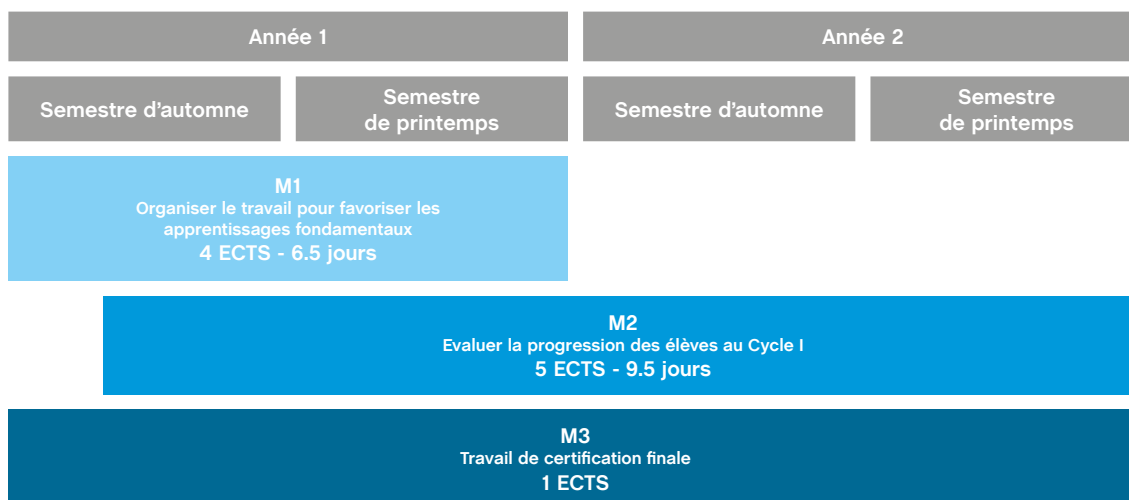 Année 1
Année 2
Semestre d'automne
Semestre
de printemps
Semestre d'automne
Semestre
de printemps
M1
Organiser le travail pour favoriser les
apprentissages fondamentaux
4 ECTS - 6.5 jours
M2
Evaluer la progression des élèves au Cycle I
5 ECTS - 9.5 jours
M3
Travail de certification finale
1 ECTS